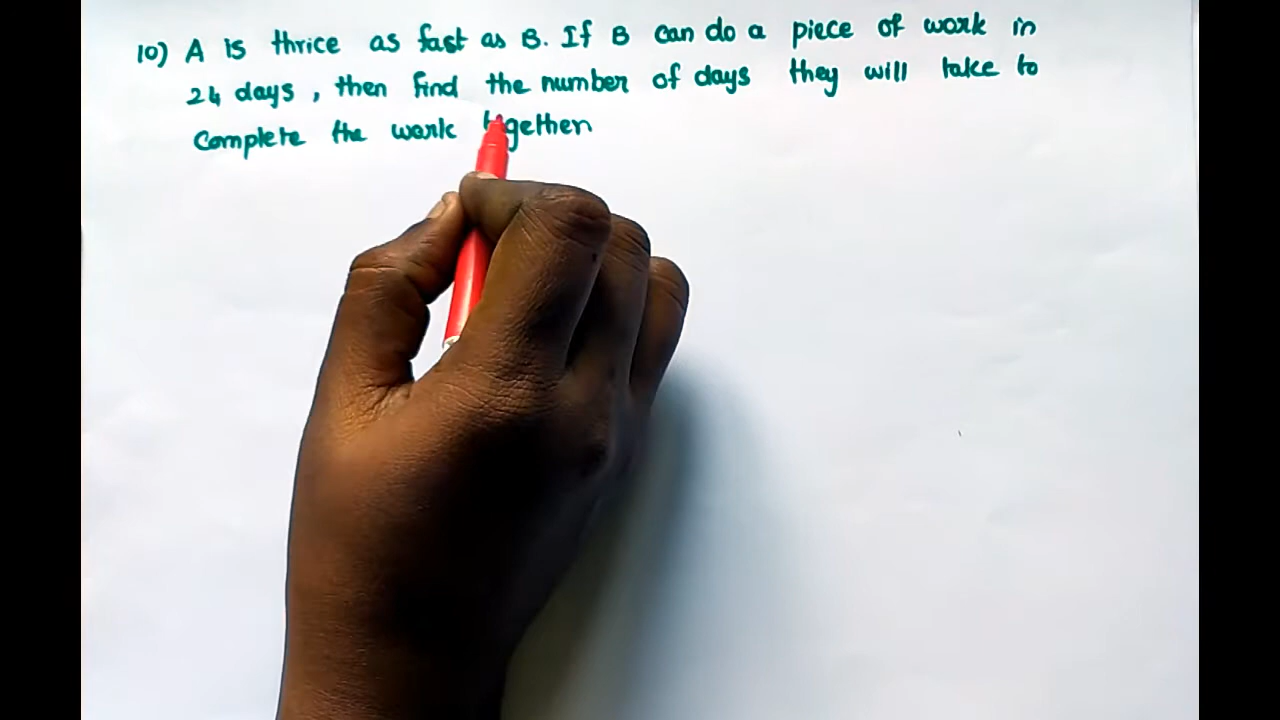 10) A is thrice as fast as B. If B can do a piece of work in
24 days, then find the number of days they will take to
Complete the work together